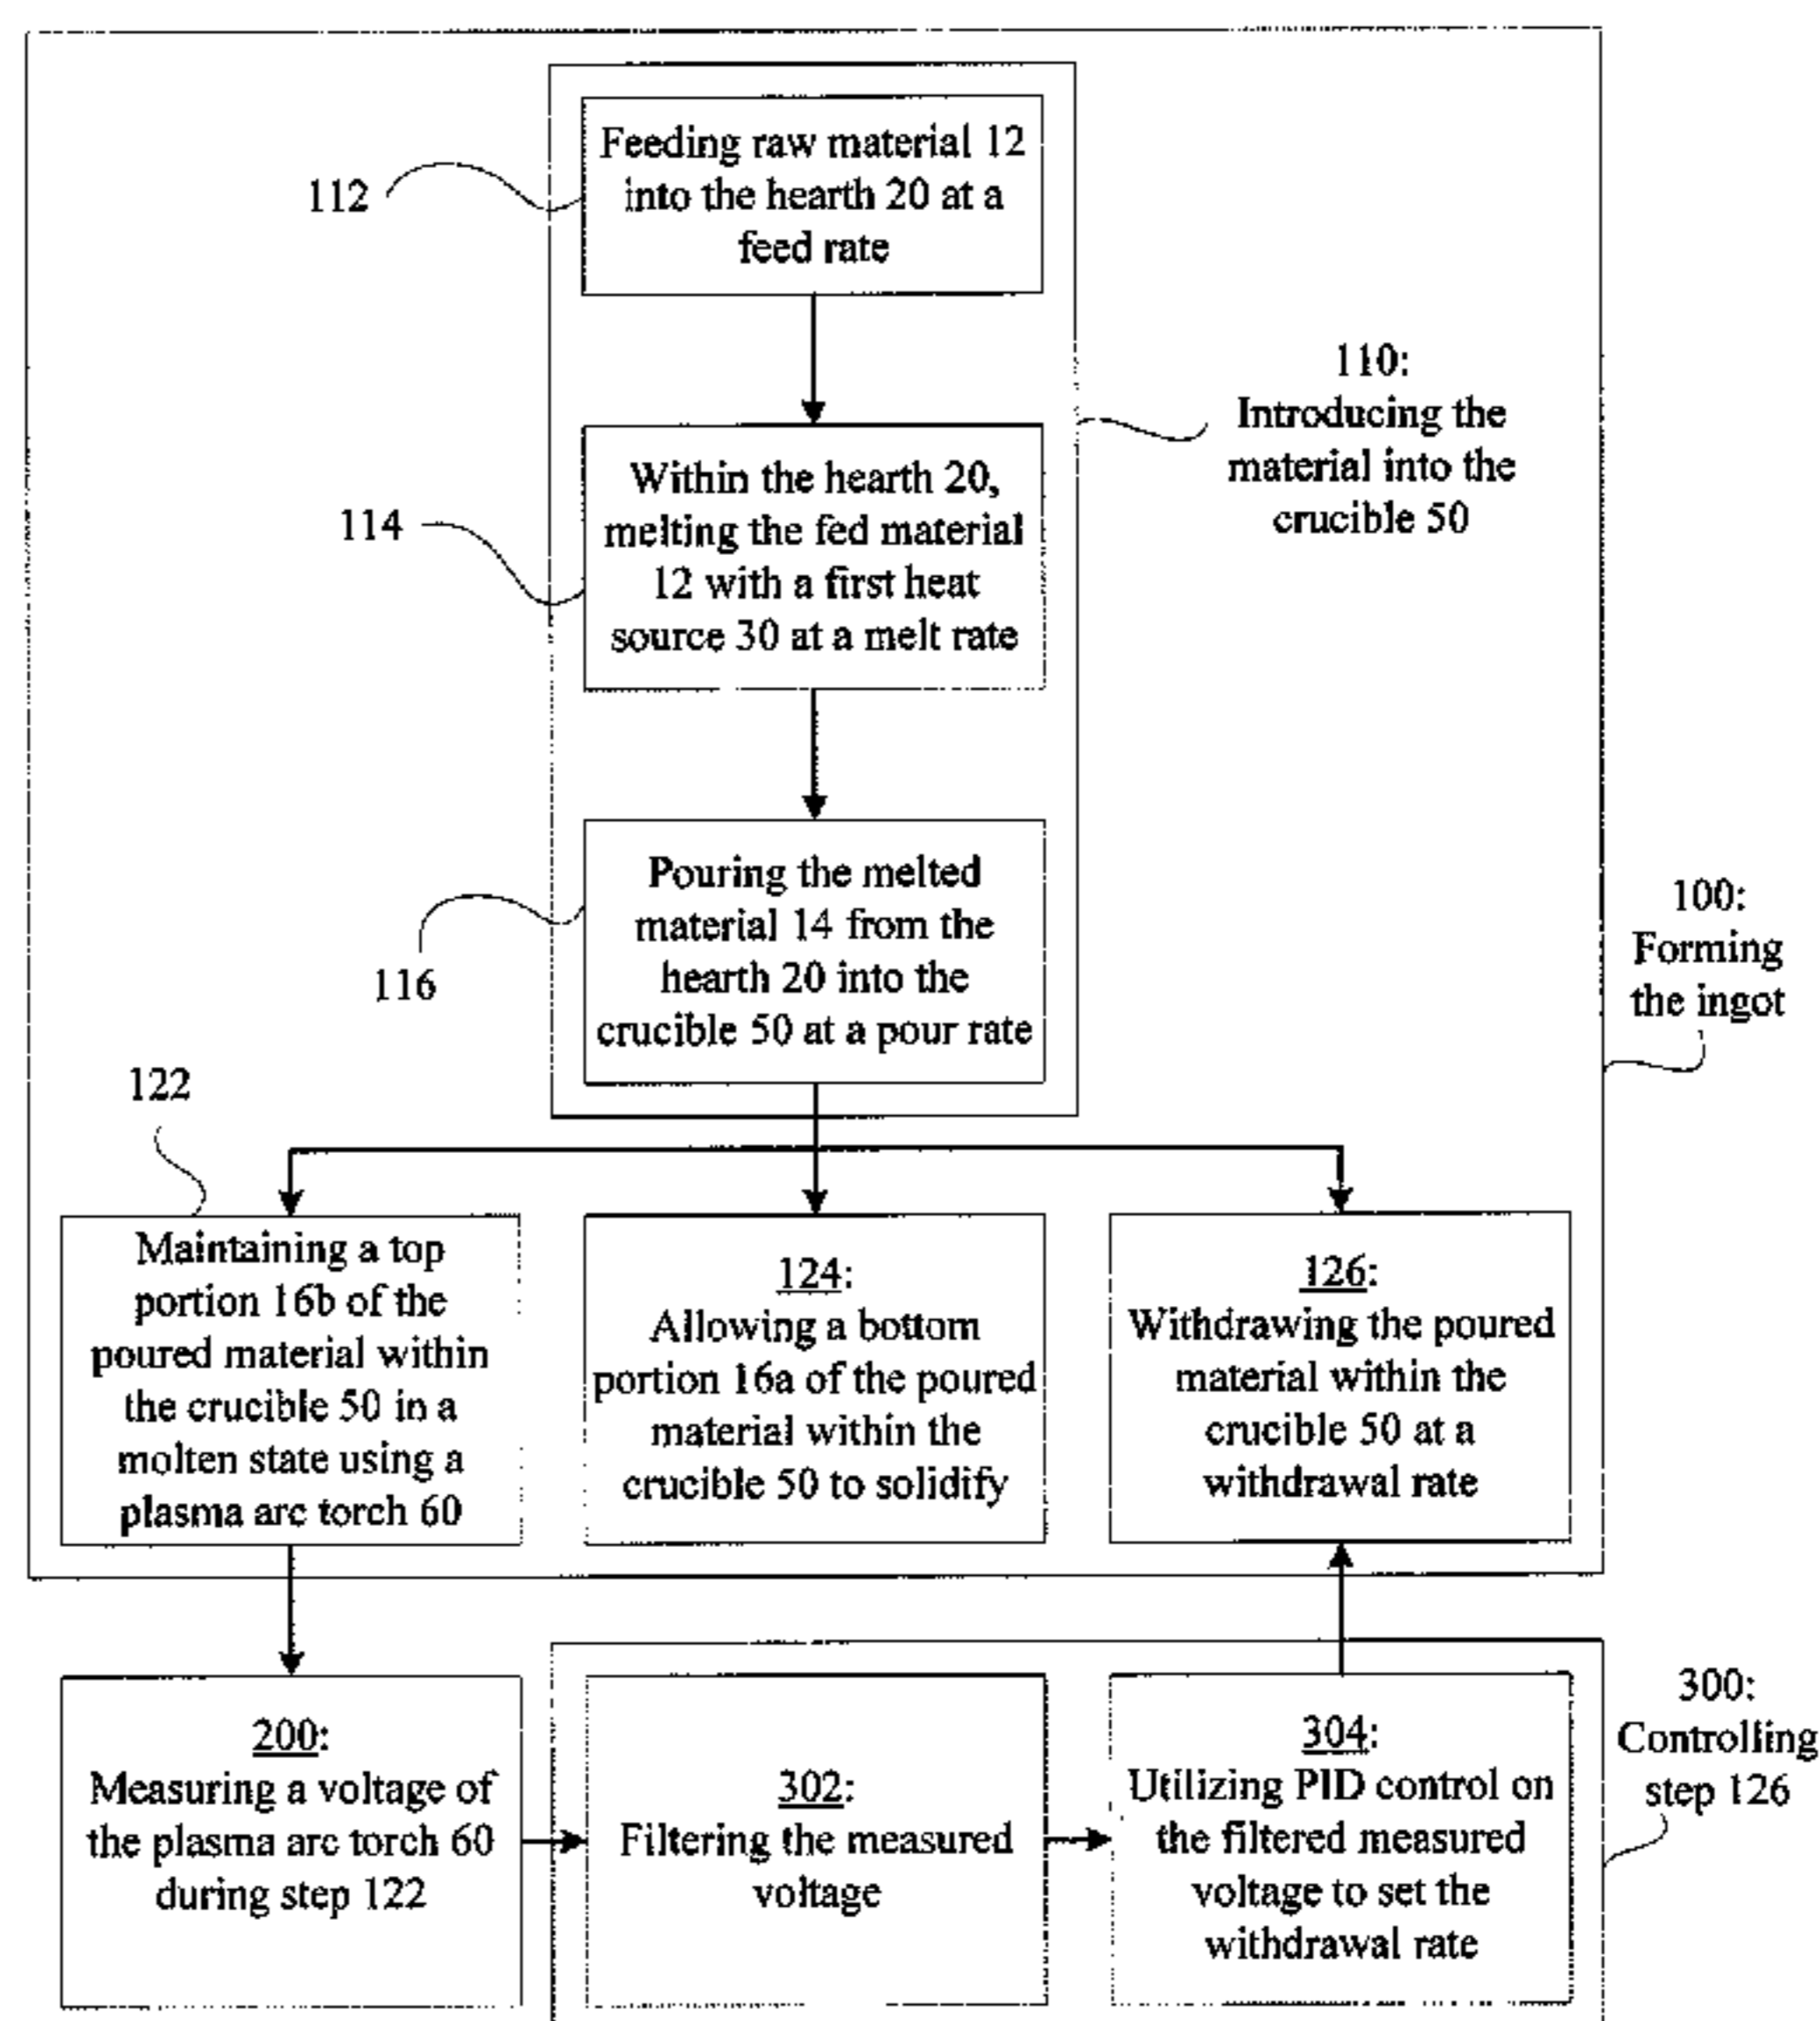 Feeding raw material 12
into the hearth 20 at a
feed rate
112
110:
Introducing the
material into the
crucible 50
Within the hearth 20,
melting the fed material
12 with a first heat
source 30 at a melt rate
114
Pouring the melted
material 14 from the
hearth 20 into the
crucible 50 at a pour rate
116
100:
Forming
the ingot
122
Maintaining a top
portion 16b of the
poured material within
the crucible 50 in a
molten state using a
plasma arc torch 60
124:
Allowing a bottom
portion 16a of the poured
material within the
crucible 50 to solidify
126:
Withdrawing the poured
material within the
crucible 50 at a
withdrawal rate
200:
Measuring a voltage of
the plasma arc torch 60
during step 122
302:
Filtering the measured
voltage
304:
Utilizing PID control on
the filtered measured
voltage to set the
withdrawal rate
300:
Controlling
step 126